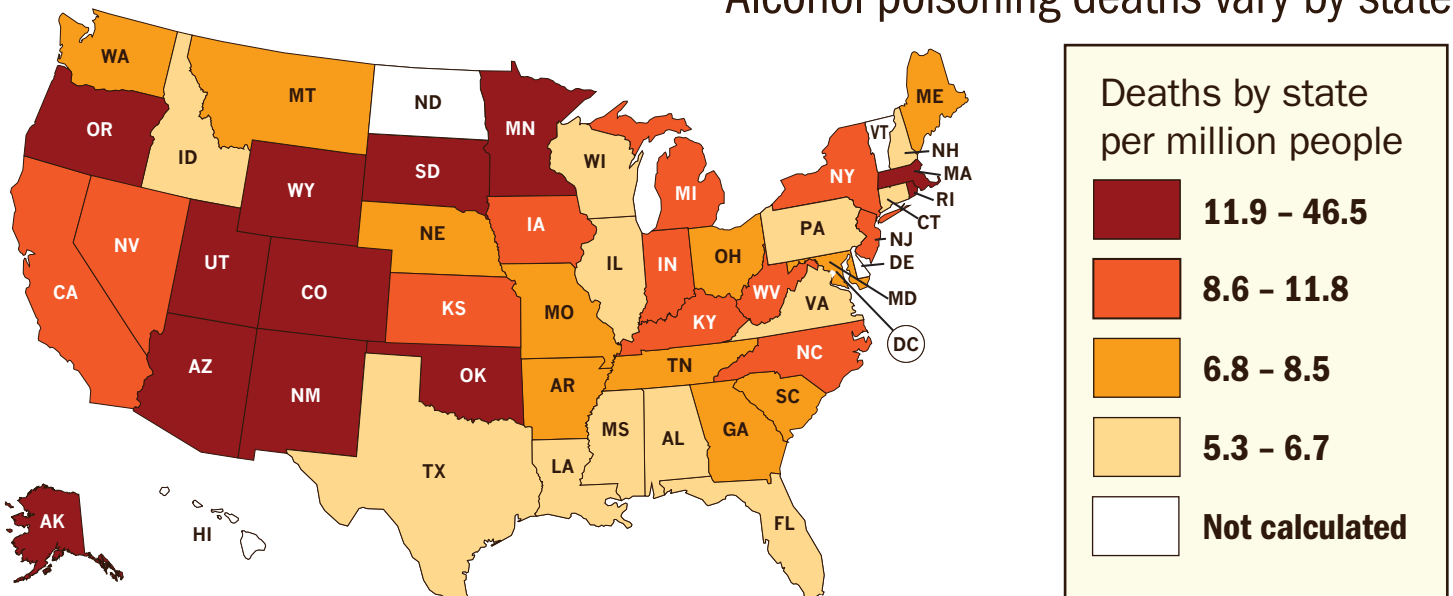 Alcohol poisoning deaths vary by state
WA
MT
ND
MN
ME
OR
ID
WY
SD
WI
MI
NY
VT
NH
MA
RI
CT
NJ
DE
MD
DC
NV
CA
UT
CO
NE
IA
KS
MO
IL
IN
OH
PA
WV
VA
KY
NC
TN
SC
AZ
NM
OK
AR
TX
LA
MS
AL
GA
FL
AK
HI
Deaths by state
per million people
11.9 – 46.5
8.6 – 11.8
6.8 – 8.5
5.3 – 6.7
Not calculated